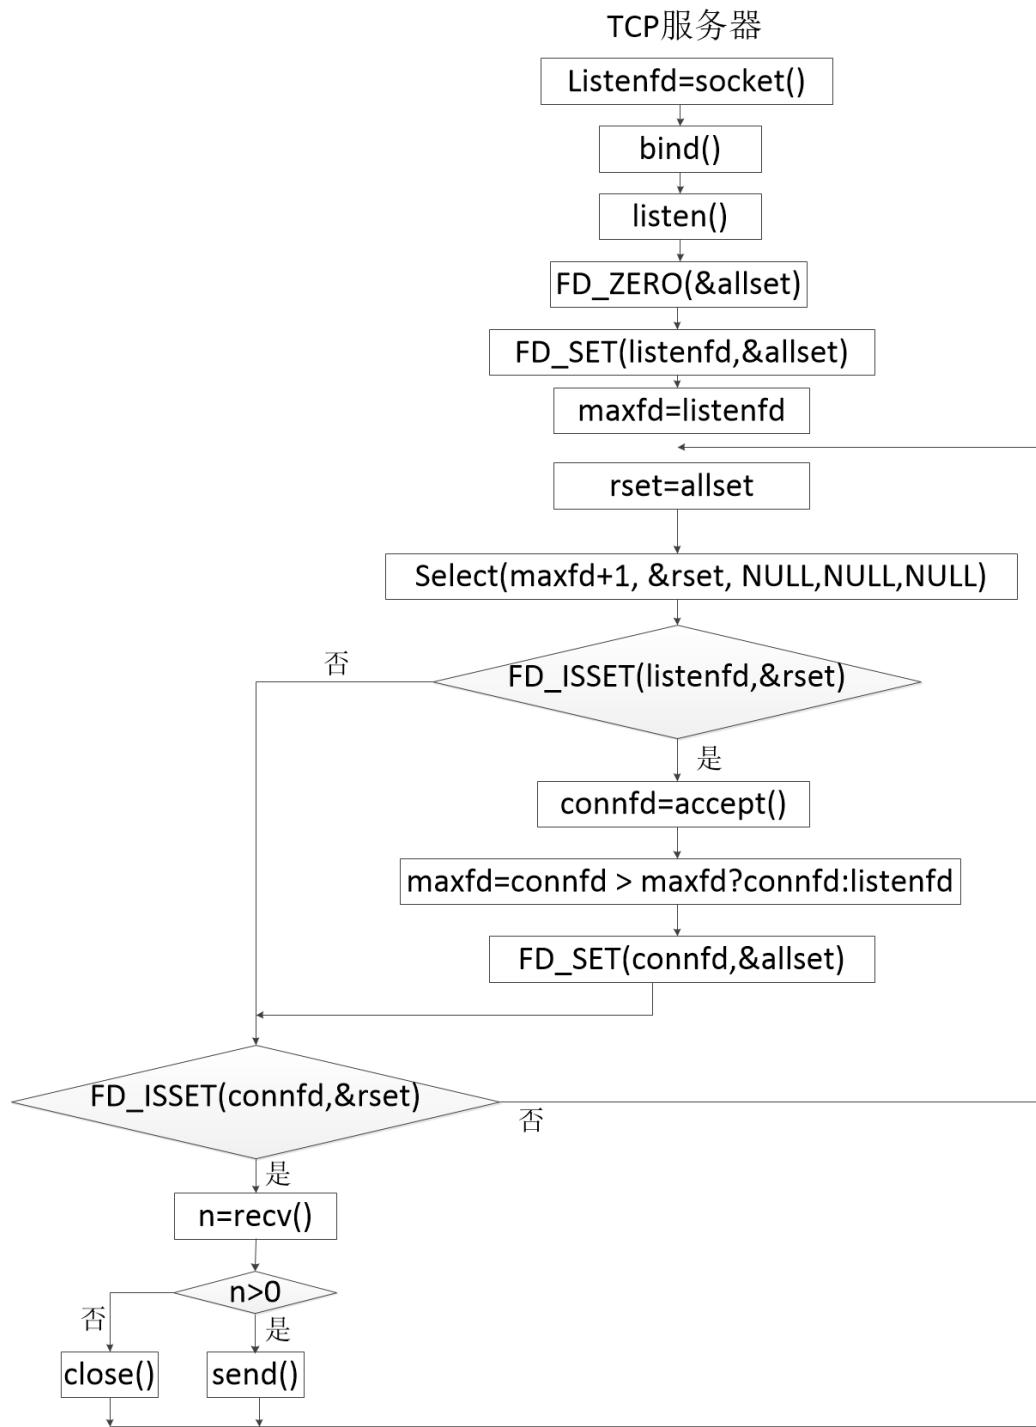 TCP服务器
Listenfd=socket()
bind()
listen()
FD_ZERO(&allset)
FD_SET(listenfd,&allset)
maxfd=listenfd
rset=allset
Select(maxfd+1, &rset, NULL,NULL,NULL)
否
FD_ISSET(listenfd,&rset)
是
connfd=accept()
maxfd=connfd > maxfd?connfd:listenfd
FD_SET(connfd,&allset)
FD_ISSET(connfd,&rset)
否
是
n=recv()
n>0
否
是
close()
send()